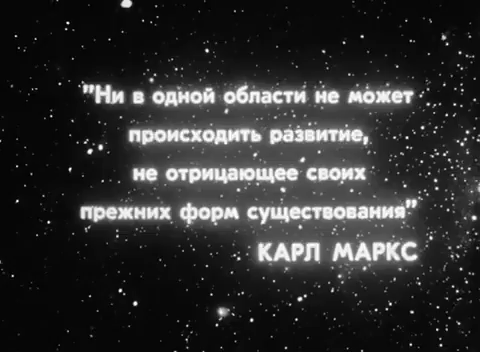 "Ни в одной области не может
происходить развитие,
не отрицающее своих
прежних форм существования"
КАРЛ МАРКС